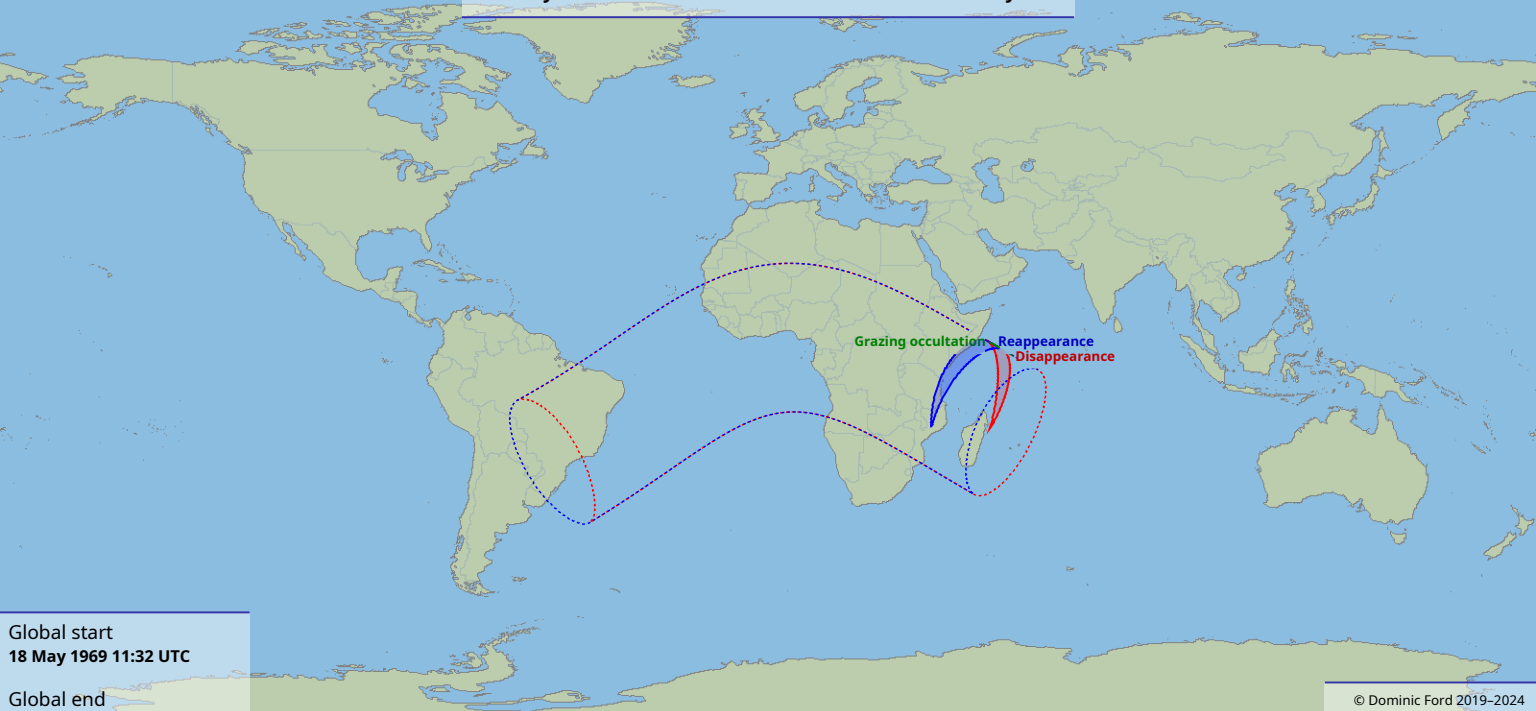 Grazing occultation
Reappearance
Disappearance
Global start
18 May 1969 11:32 UTC
Global end
© Dominic Ford 2019–2024